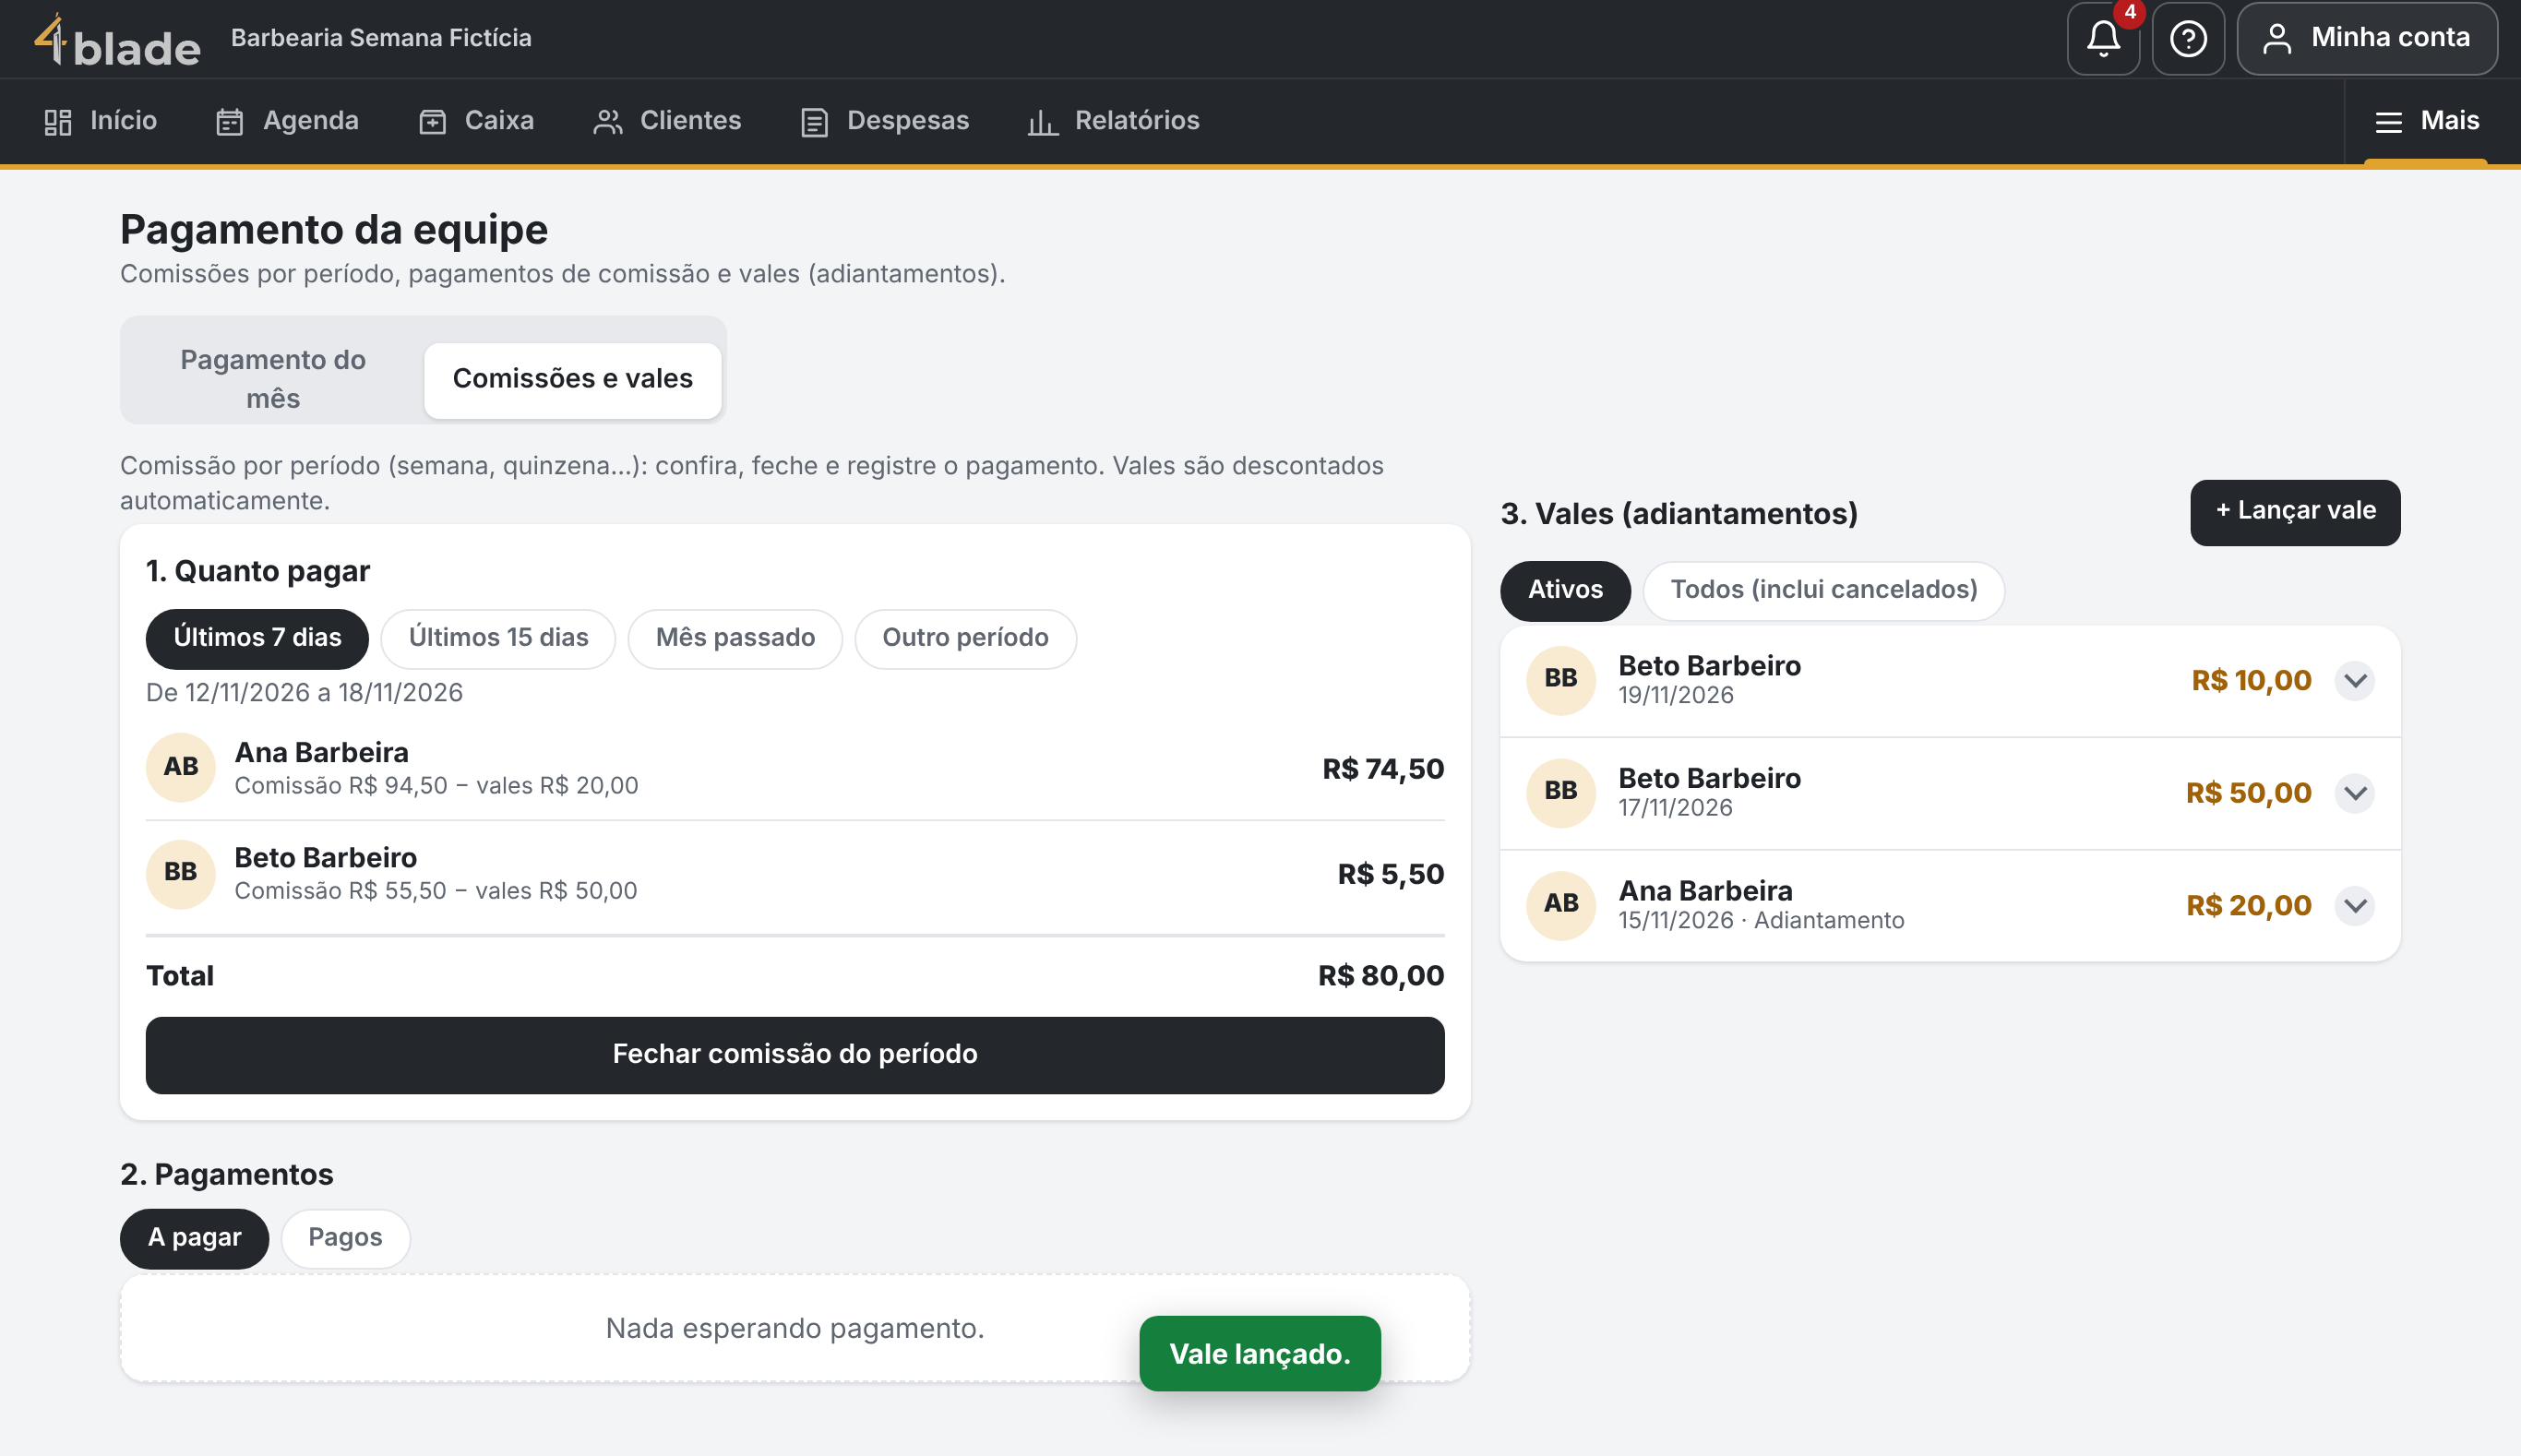 4blade
Barbearia Semana Fictícia
4
Minha conta
Início
Agenda
Caixa
Clientes
Despesas
Relatórios
Mais
Pagamento da equipe
Comissões por período, pagamentos de comissão e vales (adiantamentos).
Pagamento do
mês
Comissões e vales
Comissão por período (semana, quinzena...): confira, feche e registre o pagamento. Vales são descontados
automaticamente.
1. Quanto pagar
Últimos 7 dias
Últimos 15 dias
Mês passado
Outro período
De 12/11/2026 a 18/11/2026
AB
Ana Barbeira
Comissão R$ 94,50 − vales R$ 20,00
R$ 74,50
BB
Beto Barbeiro
Comissão R$ 55,50 − vales R$ 50,00
R$ 5,50
Total
R$ 80,00
Fechar comissão do período
2. Pagamentos
A pagar
Pagos
Nada esperando pagamento.
3. Vales (adiantamentos)
+ Lançar vale
Ativos
Todos (inclui cancelados)
BB
Beto Barbeiro
19/11/2026
R$ 10,00
BB
Beto Barbeiro
17/11/2026
R$ 50,00
AB
Ana Barbeira
15/11/2026 · Adiantamento
R$ 20,00
Vale lançado.